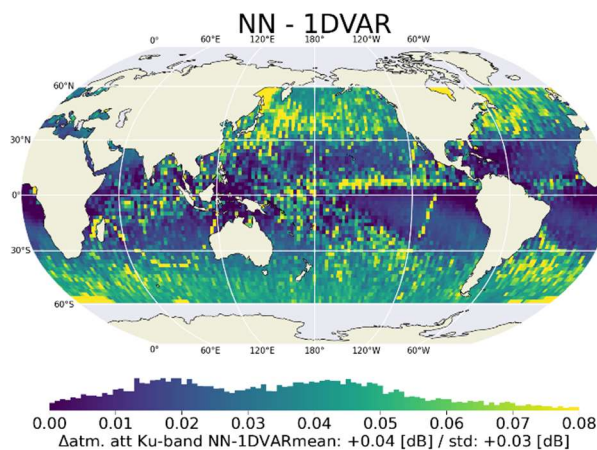 NN - 1DVAR
0° 60°E 120°E 180° 120°W 60°W
60°N
30°N
0°
30°S
60°S
0° 60°E 120°E 180° 120°W 60°W
0.00 0.01 0.02 0.03 0.04 0.05 0.06 0.07 0.08
Δatm. att Ku-band NN-1DVARmean: +0.04 [dB] / std: +0.03 [dB]